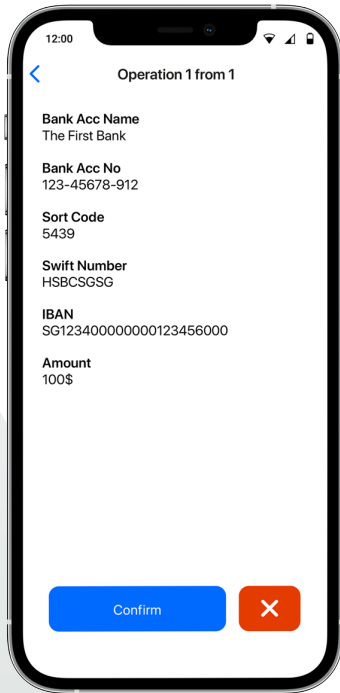 12:00
Operation 1 from 1
Bank Acc Name
The First Bank
Bank Acc No
123-45678-912
Sort Code
5439
Swift Number
HSBCSGSG
IBAN
SG123400000000123456000
Amount
100$
Confirm